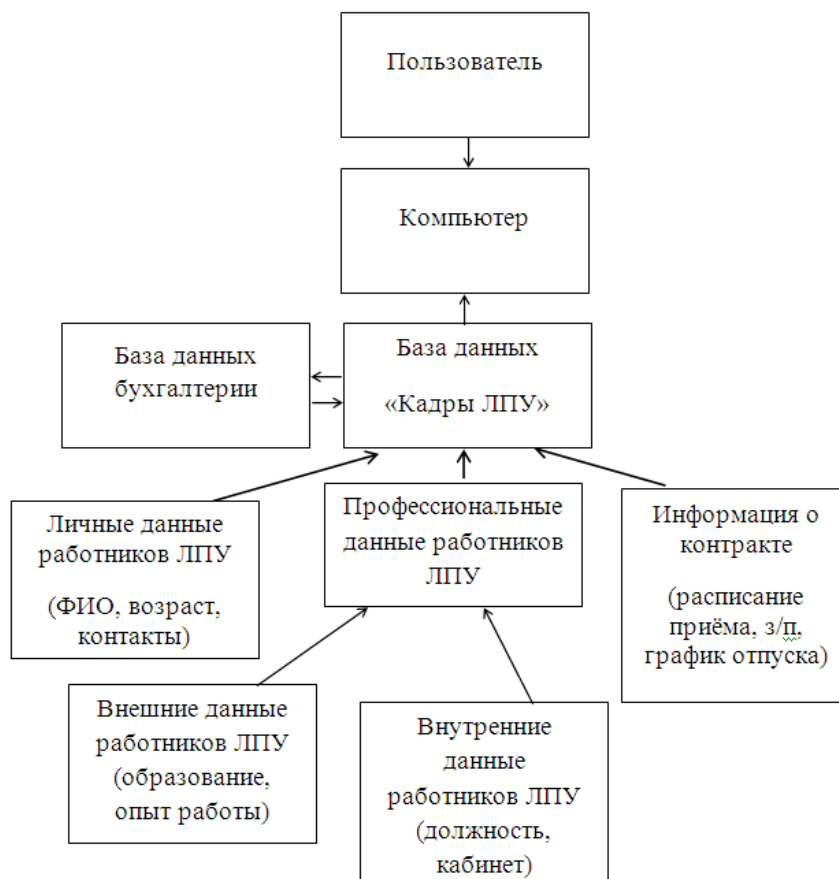 Пользователь
Компьютер
База данных
бухгалтерии
База данных
«Кадры ЛПУ»
Личные данные
работников ЛПУ
(ФИО, возраст,
контакты)
Профессиональные
данные работников
ЛПУ
Информация о
контракте
(расписание
приёма, з/п,
график отпуска)
Внешние данные
работников ЛПУ
(образование,
опыт работы)
Внутренние
данные
работников ЛПУ
(должность,
кабинет)